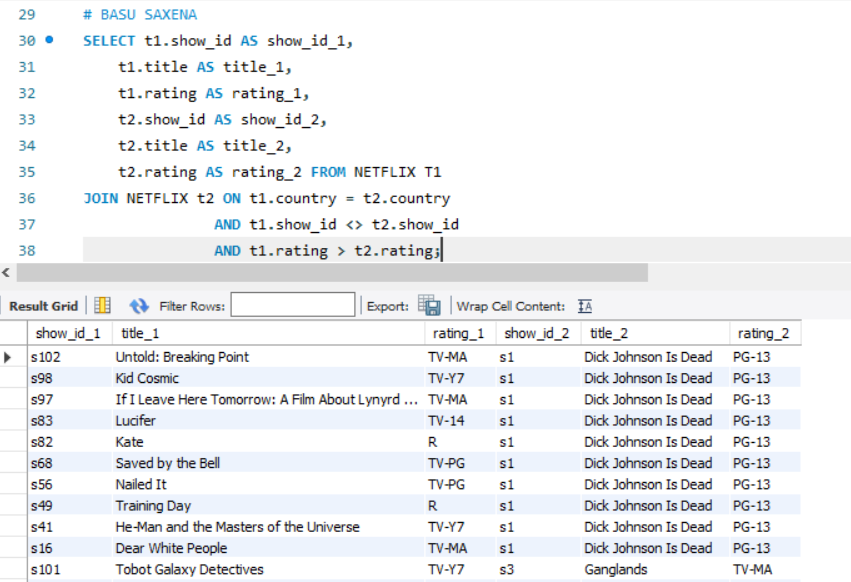 29 # BASU SAXENA
30 SELECT t1.show_id AS show_id_1,
31 t1.title AS title_1,
32 t1.rating AS rating_1,
33 t2.show_id AS show_id_2,
34 t2.title AS title_2,
35 t2.rating AS rating_2 FROM NETFLIX T1
36 JOIN NETFLIX t2 ON t1.country = t2.country
37 AND t1.show_id <> t2.show_id
38 AND t1.rating > t2.rating;
Result Grid Filter Rows: Export: Wrap Cell Content: IA
show_id_1 title_1 rating_1 show_id_2 title_2 rating_2
s102 Untold: Breaking Point TV-MA s1 Dick Johnson Is Dead PG-13
s98 Kid Cosmic TV-Y7 s1 Dick Johnson Is Dead PG-13
s97 If I Leave Here Tomorrow: A Film About Lynyrd ... TV-MA s1 Dick Johnson Is Dead PG-13
s83 Lucifer TV-14 s1 Dick Johnson Is Dead PG-13
s82 Kate R s1 Dick Johnson Is Dead PG-13
s68 Saved by the Bell TV-PG s1 Dick Johnson Is Dead PG-13
s56 Nailed It TV-PG s1 Dick Johnson Is Dead PG-13
s49 Training Day R s1 Dick Johnson Is Dead PG-13
s41 He-Man and the Masters of the Universe TV-Y7 s1 Dick Johnson Is Dead PG-13
s16 Dear White People TV-MA s1 Dick Johnson Is Dead PG-13
s101 Tobot Galaxy Detectives TV-Y7 s3 Ganglands TV-MA